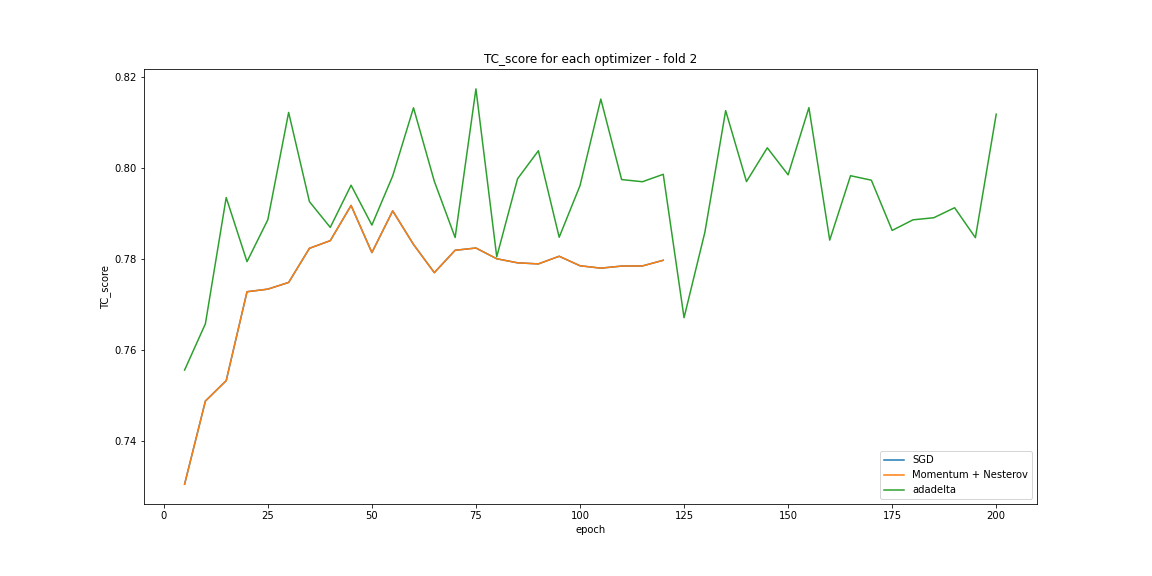 TC_score for each optimizer - fold 2
0.82
0.80
0.78
0.76
0.74
TC_score
0 25 50 75 100 125 150 175 200
epoch
SGD
Momentum + Nesterov
adadelta